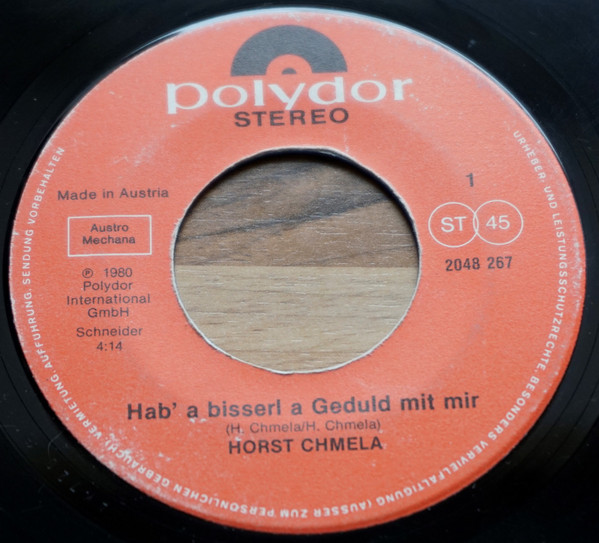 polydor
STEREO
Made in Austria
Austro
Mechana
℗ 1980
Polydor
International
GmbH
Schneider
4:14
1
ST 45
2048 267
Hab' a bisserl a Geduld mit mir
(H. Chmela/H. Chmela)
HORST CHMELA
URHEBER- UND LEISTUNGSSCHUTZRECHTE, BESONDERS VERVIELFÄLTIGUNG (AUSSER ZUM PERSÖNLICHEN GEBRAUCH), VERMIETUNG, AUFFÜHRUNG, SENDUNG VORBEHALTEN